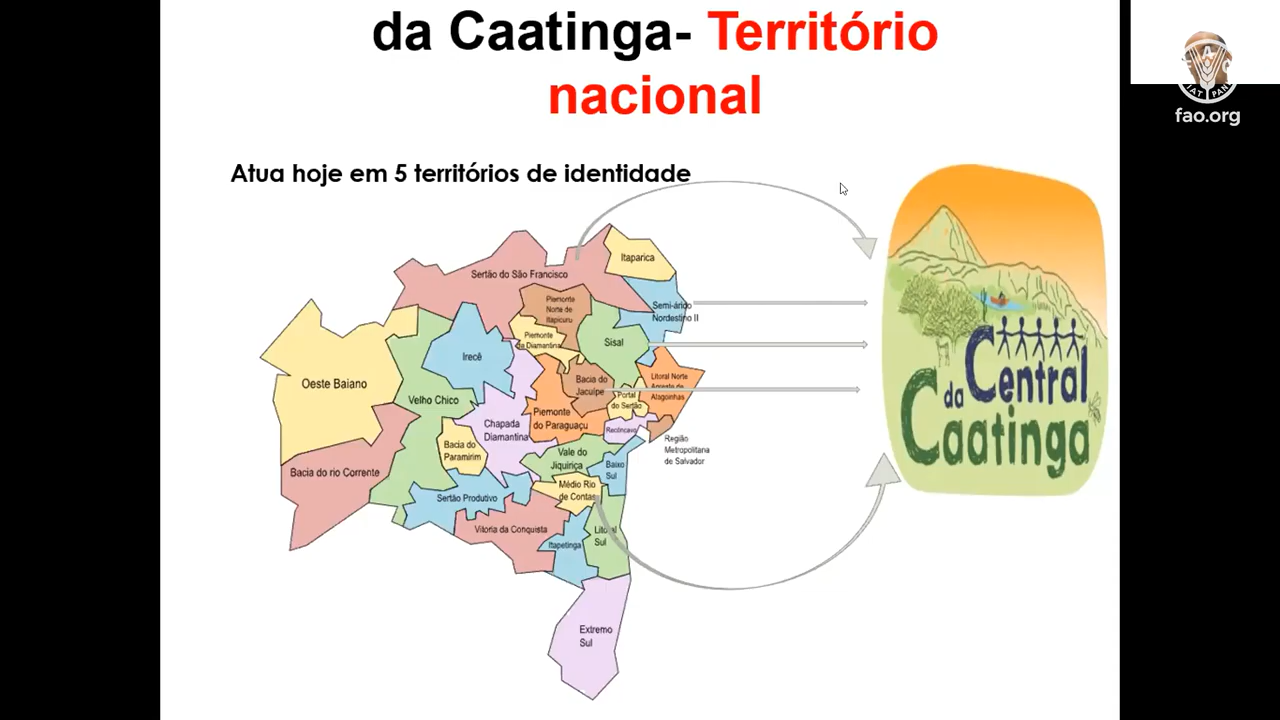 da Caatinga- Território
nacional
fao.org
Atua hoje em 5 territórios de identidade
Itaparica
Sertão do São Francisco
Semi-árido
Nordestino II
Piemonte
Norte de
Itapicuru
Piemonte
da Diamantina
Sisal
Irecê
Oeste Baiano
Velho Chico
Bacia do
Jacuípe
Litoral Norte
Agreste de
Alagoinhas
Portal
do Sertão
Piemonte
do Paraguaçu
Chapada
Diamantina
Recôncavo
Região
Metropolitana
de Salvador
Bacia do
Paramirim
Vale do
Jiquiriça
Baixo
Sul
Bacia do rio Corrente
Médio Rio
de Contas
Sertão Produtivo
Vitoria da Conquista
Litoral
Sul
Itapetinga
Extremo
Sul
Central
da
Caatinga